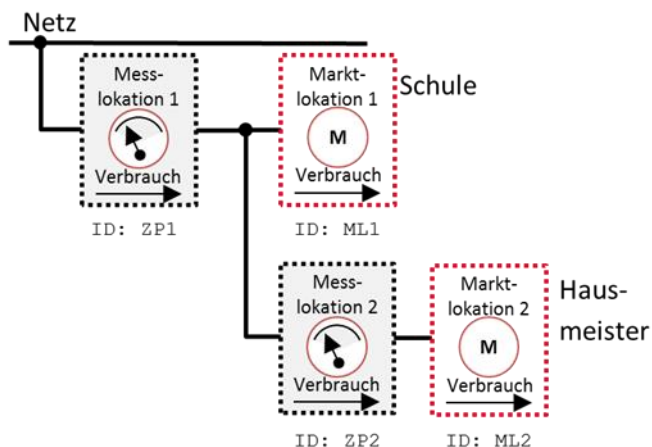 Netz
Mess-
lokation 1
Verbrauch
ID: ZP1
Markt-
lokation 1
M
Verbrauch
ID: ML1
Schule
Mess-
lokation 2
Verbrauch
ID: ZP2
Markt-
lokation 2
M
Verbrauch
ID: ML2
Haus-
meister